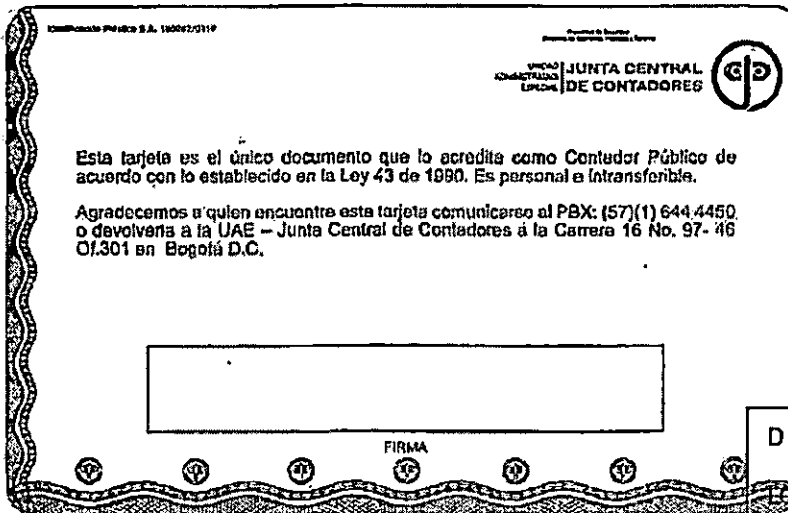 JUNTA CENTRAL
DE CONTADORES
Esta tarjeta es el único documento que lo acredita como Contador Público de
acuerdo con lo establecido en la Ley 43 de 1990. Es personal e intransferible.
Agradecemos a quien encuentre esta tarjeta comunicarse al PBX: (57)(1) 644 4450
o devolverla a la UAE – Junta Central de Contadores á la Carrera 16 No. 97- 46
Of.301 en Bogotá D.C.
FIRMA
D